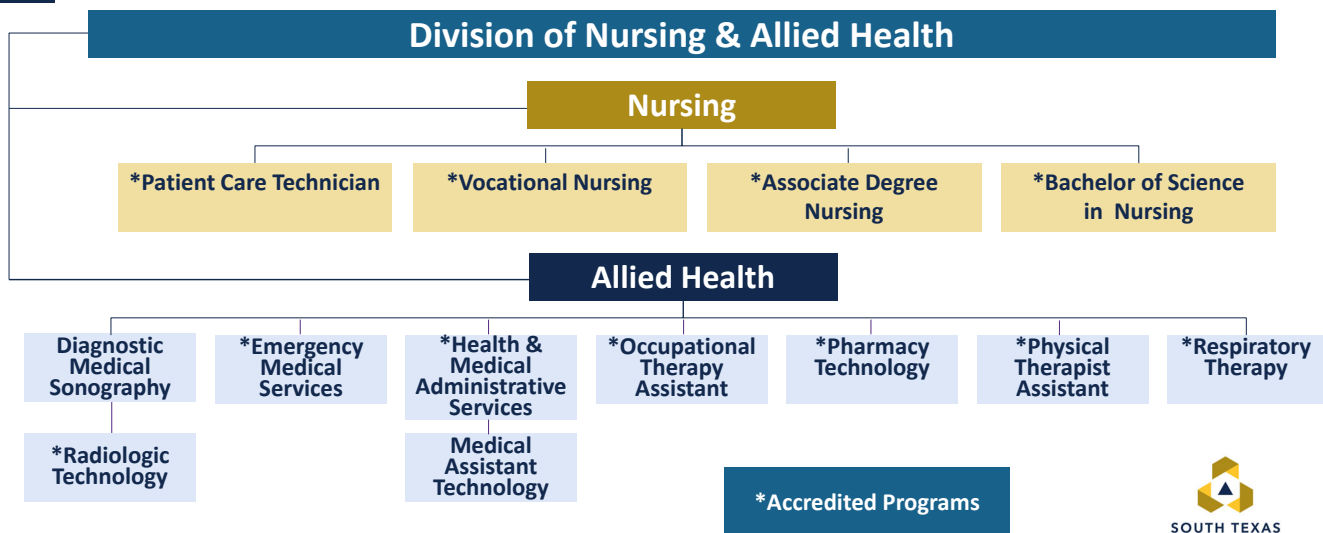 Division of Nursing & Allied Health
Nursing
*Patient Care Technician
*Vocational Nursing
*Associate Degree
Nursing
*Bachelor of Science
in Nursing
Allied Health
Diagnostic
Medical
Sonography
*Emergency
Medical
Services
*Health &
Medical
Administrative
Services
*Occupational
Therapy
Assistant
*Pharmacy
Technology
*Physical
Therapist
Assistant
*Respiratory
Therapy
*Radiologic
Technology
Medical
Assistant
Technology
*Accredited Programs
SOUTH TEXAS